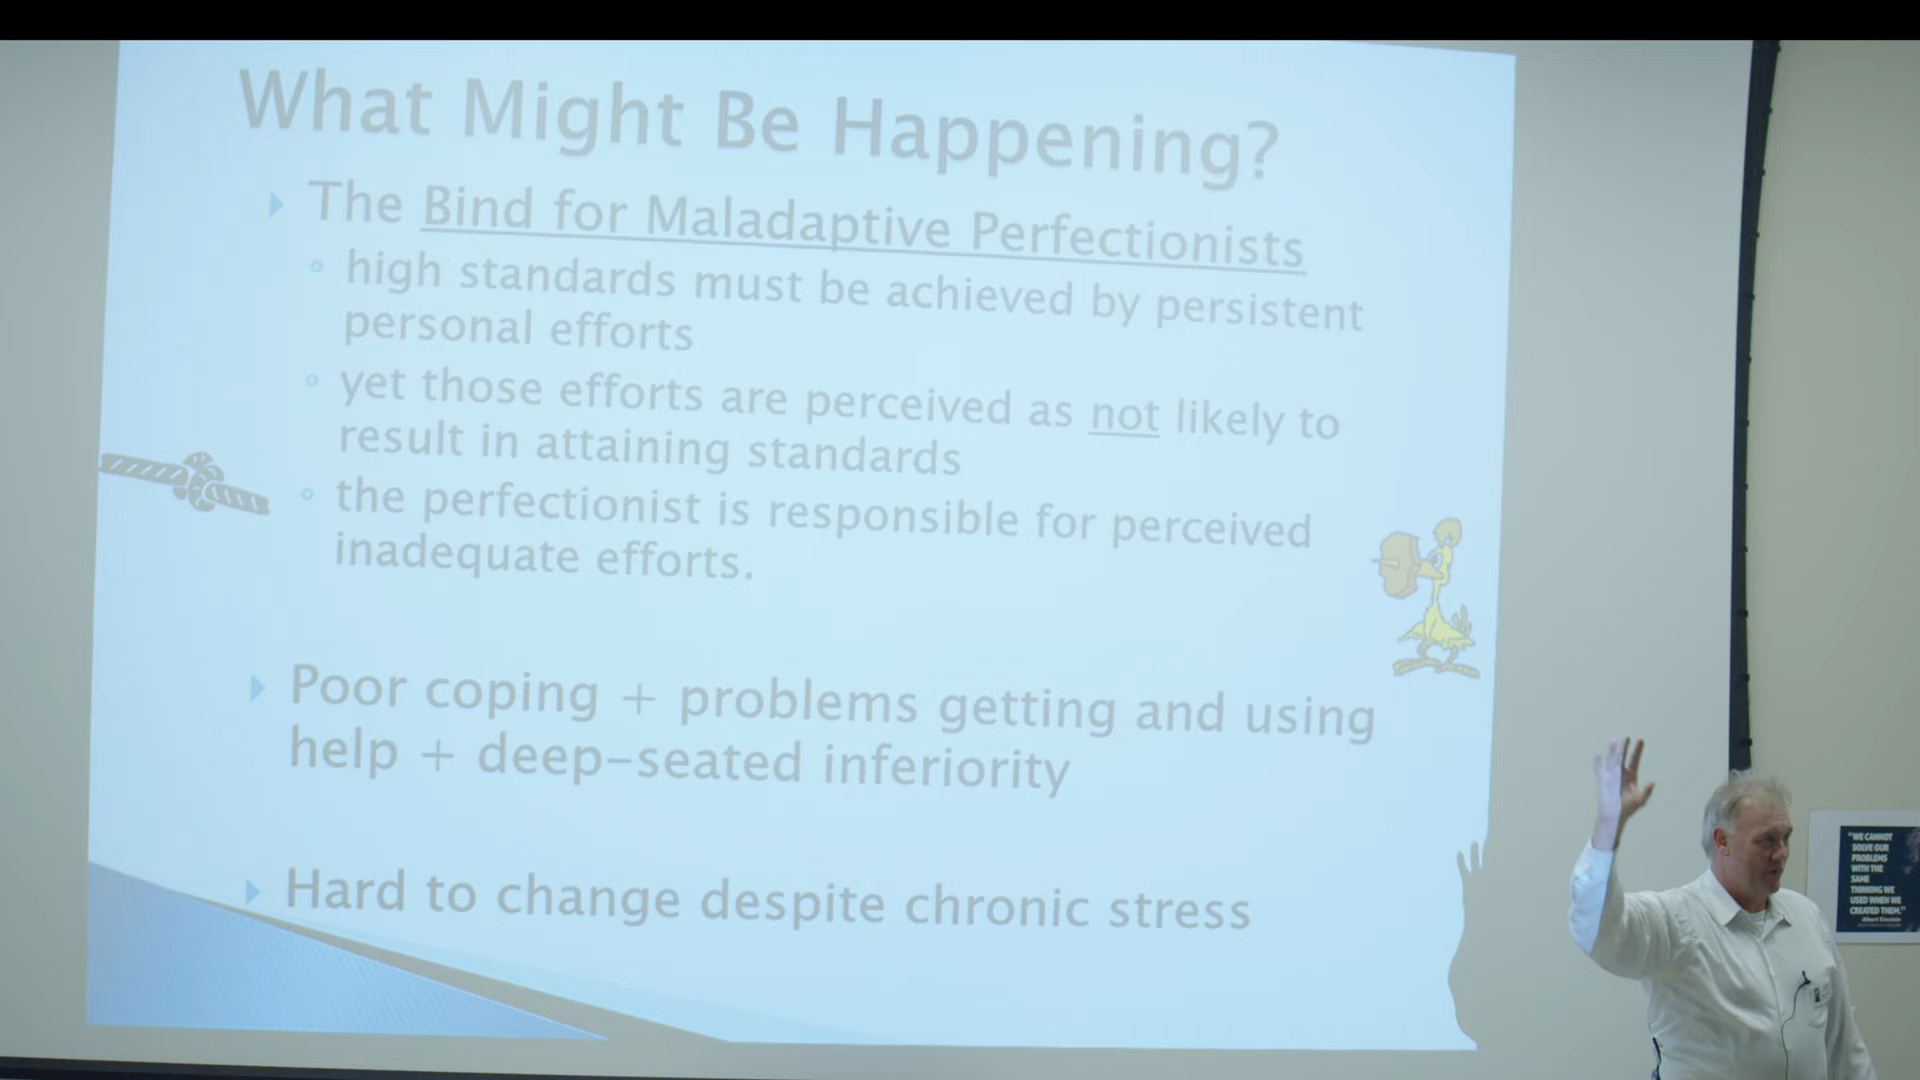 What Might Be Happening?
The Bind for Maladaptive Perfectionists
high standards must be achieved by persistent
personal efforts
yet those efforts are perceived as not likely to
result in attaining standards
the perfectionist is responsible for perceived
inadequate efforts.
Poor coping + problems getting and using
help + deep-seated inferiority
Hard to change despite chronic stress
"WE CANNOT
SOLVE OUR
PROBLEMS
WITH THE
SAME
THINKING WE
USED WHEN WE
CREATED THEM."
Albert Einstein